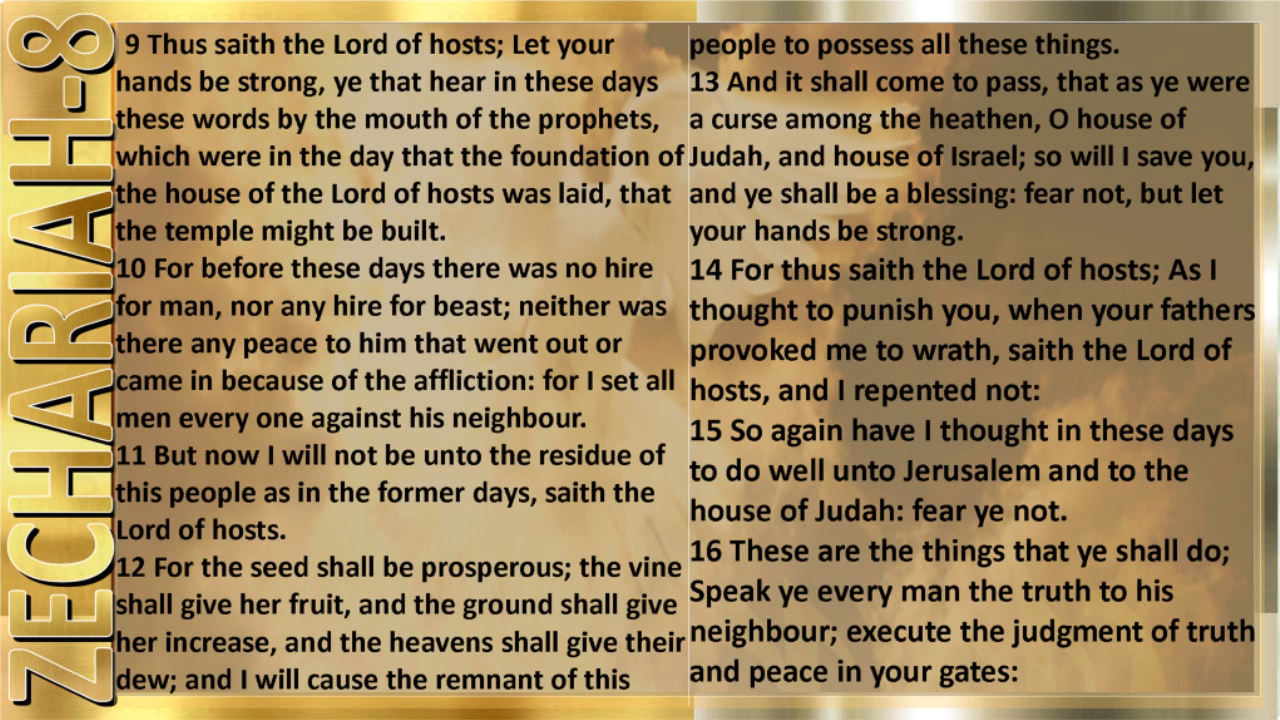 ZECHARIAH-8
9 Thus saith the Lord of hosts; Let your
hands be strong, ye that hear in these days
these words by the mouth of the prophets,
which were in the day that the foundation of
the house of the Lord of hosts was laid, that
the temple might be built.
10 For before these days there was no hire
for man, nor any hire for beast; neither was
there any peace to him that went out or
came in because of the affliction: for I set all
men every one against his neighbour.
11 But now I will not be unto the residue of
this people as in the former days, saith the
Lord of hosts.
12 For the seed shall be prosperous; the vine
shall give her fruit, and the ground shall give
her increase, and the heavens shall give their
dew; and I will cause the remnant of this
people to possess all these things.
13 And it shall come to pass, that as ye were
a curse among the heathen, O house of
Judah, and house of Israel; so will I save you,
and ye shall be a blessing: fear not, but let
your hands be strong.
14 For thus saith the Lord of hosts; As I
thought to punish you, when your fathers
provoked me to wrath, saith the Lord of
hosts, and I repented not:
15 So again have I thought in these days
to do well unto Jerusalem and to the
house of Judah: fear ye not.
16 These are the things that ye shall do;
Speak ye every man the truth to his
neighbour; execute the judgment of truth
and peace in your gates: